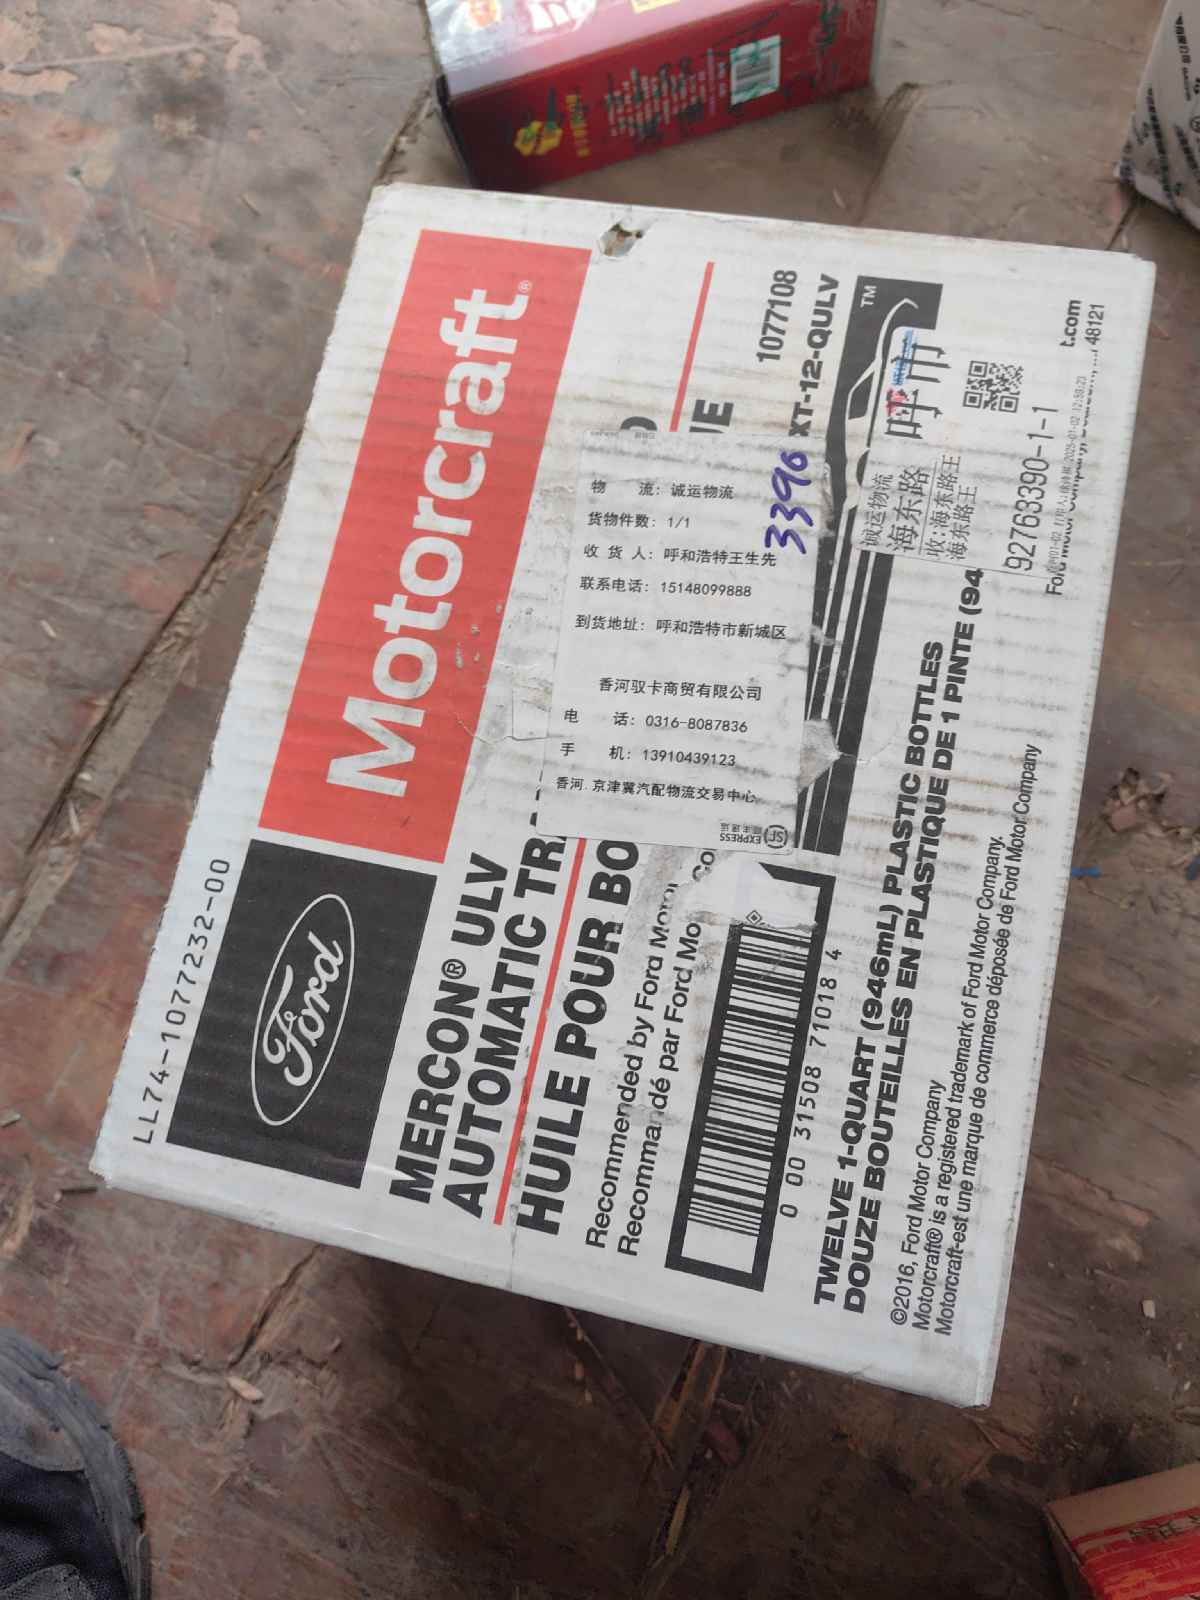 Motorcraft®
Ford
LL74-1077232-00
MERCON® ULV
AUTOMATIC
HUILE POUR
1077108
XT-12-QULV
TM
Recommended by Ford
Recommandé par Ford
0 00 31508 71018 4
TWELVE 1-QUART (946mL) PLASTIC BOTTLES
DOUZE BOUTEILLES EN PLASTIQUE DE 1 PINTE (94
©2016, Ford Motor Company
Motorcraft® is a registered trademark of Ford Motor Company.
Motorcraft est une marque de commerce déposée de Ford Motor Company
t.com
48121
物 流：诚运物流
货物件数：1/1
收 货 人：呼和浩特王生先
联系电话：15148099888
到货地址：呼和浩特市新城区
香河驭卡商贸有限公司
电 话：0316-8087836
手 机：13910439123
香河.京津冀汽配物流交易中心
SF EXPRESS
3396
呼市
诚运物流
海东路
收:海东路王
海东路王
92763390-1-1